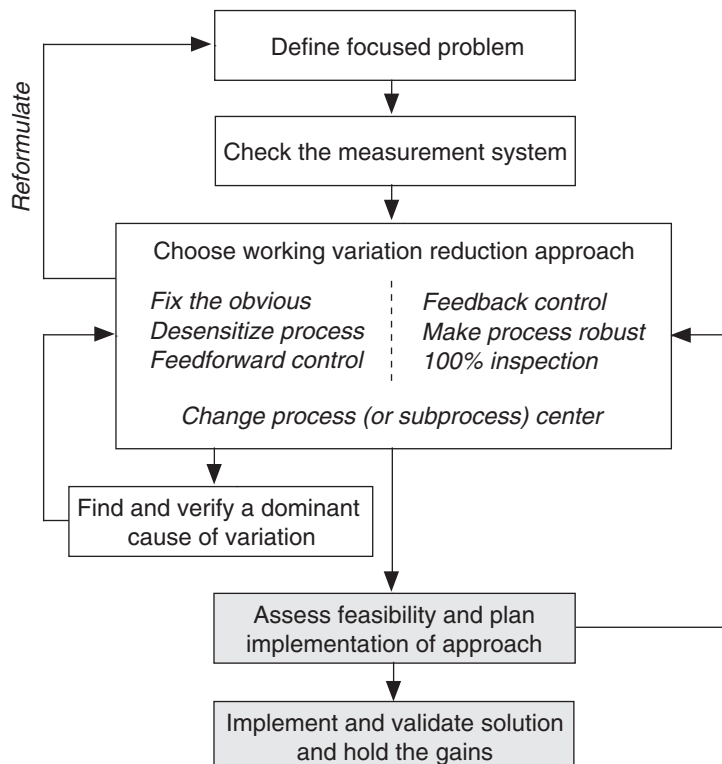 Define focused problem
Reformulate
Check the measurement system
Choose working variation reduction approach
Fix the obvious
Desensitize process
Feedforward control
Feedback control
Make process robust
100% inspection
Change process (or subprocess) center
Find and verify a dominant
cause of variation
Assess feasibility and plan
implementation of approach
Implement and validate solution
and hold the gains